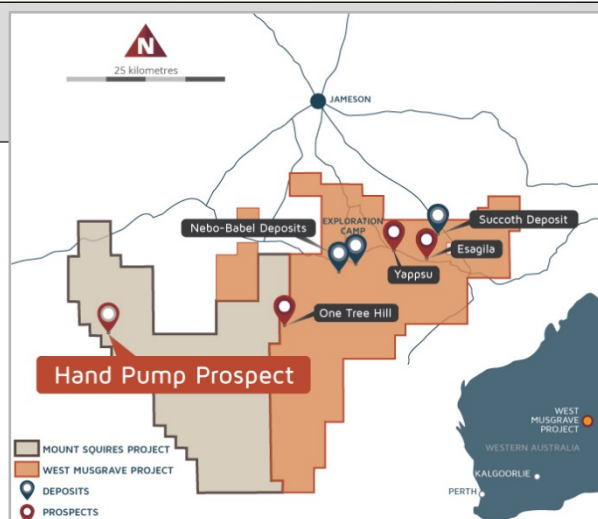 N
25 kilometres
JAMESON
EXPLORATION
CAMP
Nebo-Babel Deposits
Succoth Deposit
Esagila
Yappsu
One Tree Hill
Hand Pump Prospect
MOUNT SQUIRES PROJECT
WEST MUSGRAVE PROJECT
DEPOSITS
PROSPECTS
WEST
MUSGRAVE
PROJECT
WESTERN AUSTRALIA
KALGOORLIE
PERTH